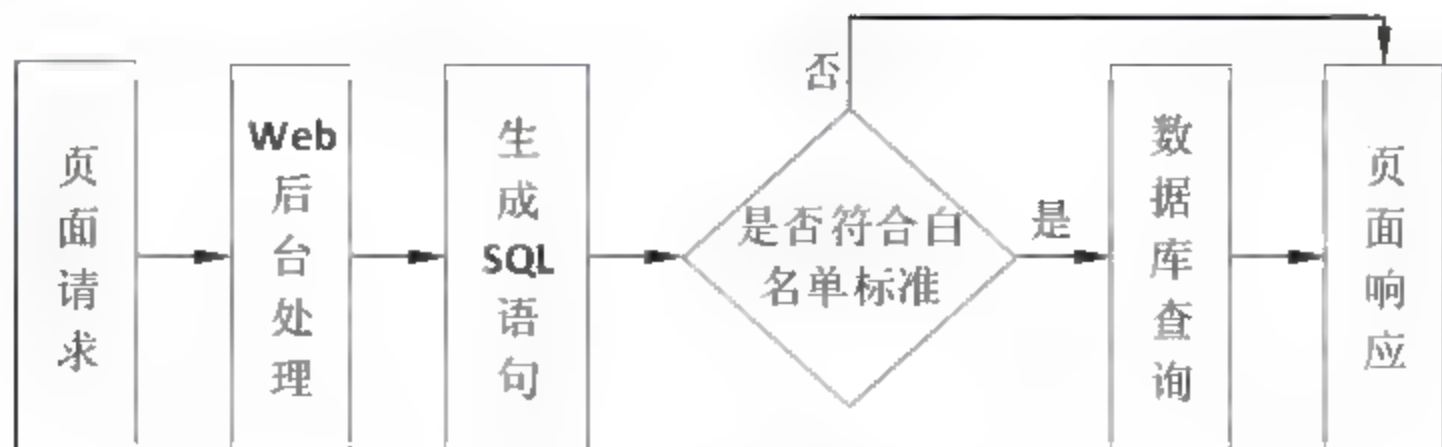 页面请求
Web后台处理
生成SQL语句
否
是否符合白
名单标准
是
数据库查询
页面响应